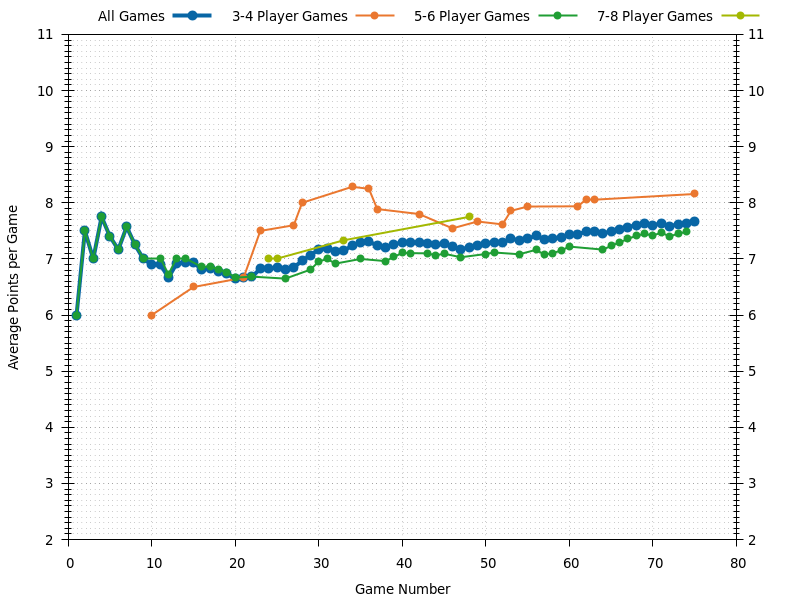 All Games 3-4 Player Games 5-6 Player Games 7-8 Player Games
11 11
10 10
9 9
8 8
7 7
6 6
5 5
4 4
3 3
2 2
0 10 20 30 40 50 60 70 80
Average Points per Game
Game Number